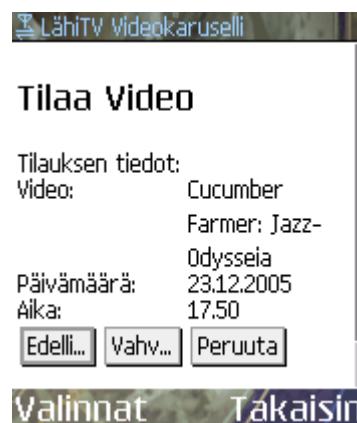 LähiTV Videokaruselli
Tilaa Video
Tilauksen tiedot:
Video: Cucumber
Farmer: Jazz-
Odysseia
Päivämäärä: 23.12.2005
Aika: 17.50
Edelli... Vahv... Peruuta
Valinnat Takaisin